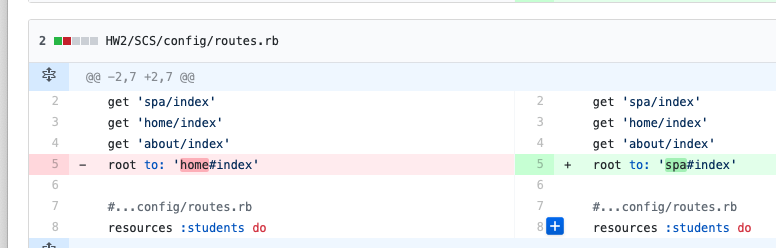 2 HW2/SCS/config/routes.rb
@@ -2,7 +2,7 @@
2 get 'spa/index' 2 get 'spa/index'
3 get 'home/index' 3 get 'home/index'
4 get 'about/index' 4 get 'about/index'
5 - root to: 'home#index' 5 + root to: 'spa#index'
6 6
7 #...config/routes.rb 7 #...config/routes.rb
8 resources :students do 8 resources :students do